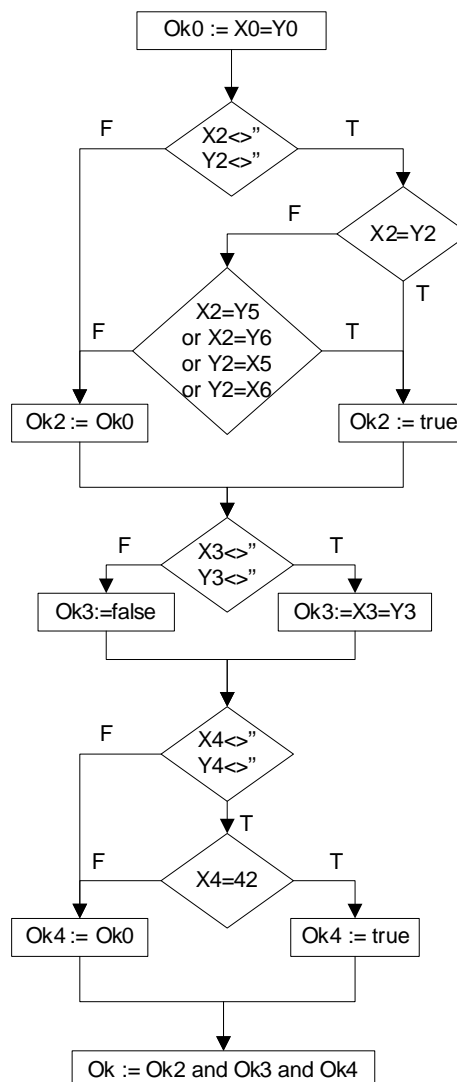 Ok0 := X0=Y0
F
T
X2<>"
Y2<>"
F
X2=Y2
T
X2=Y5
or X2=Y6
or Y2=X5
or Y2=X6
F
T
Ok2 := Ok0
Ok2 := true
F
X3<>"
Y3<>"
T
Ok3:=false
Ok3:=X3=Y3
F
X4<>"
Y4<>"
T
F
X4=42
T
Ok4 := Ok0
Ok4 := true
Ok := Ok2 and Ok3 and Ok4